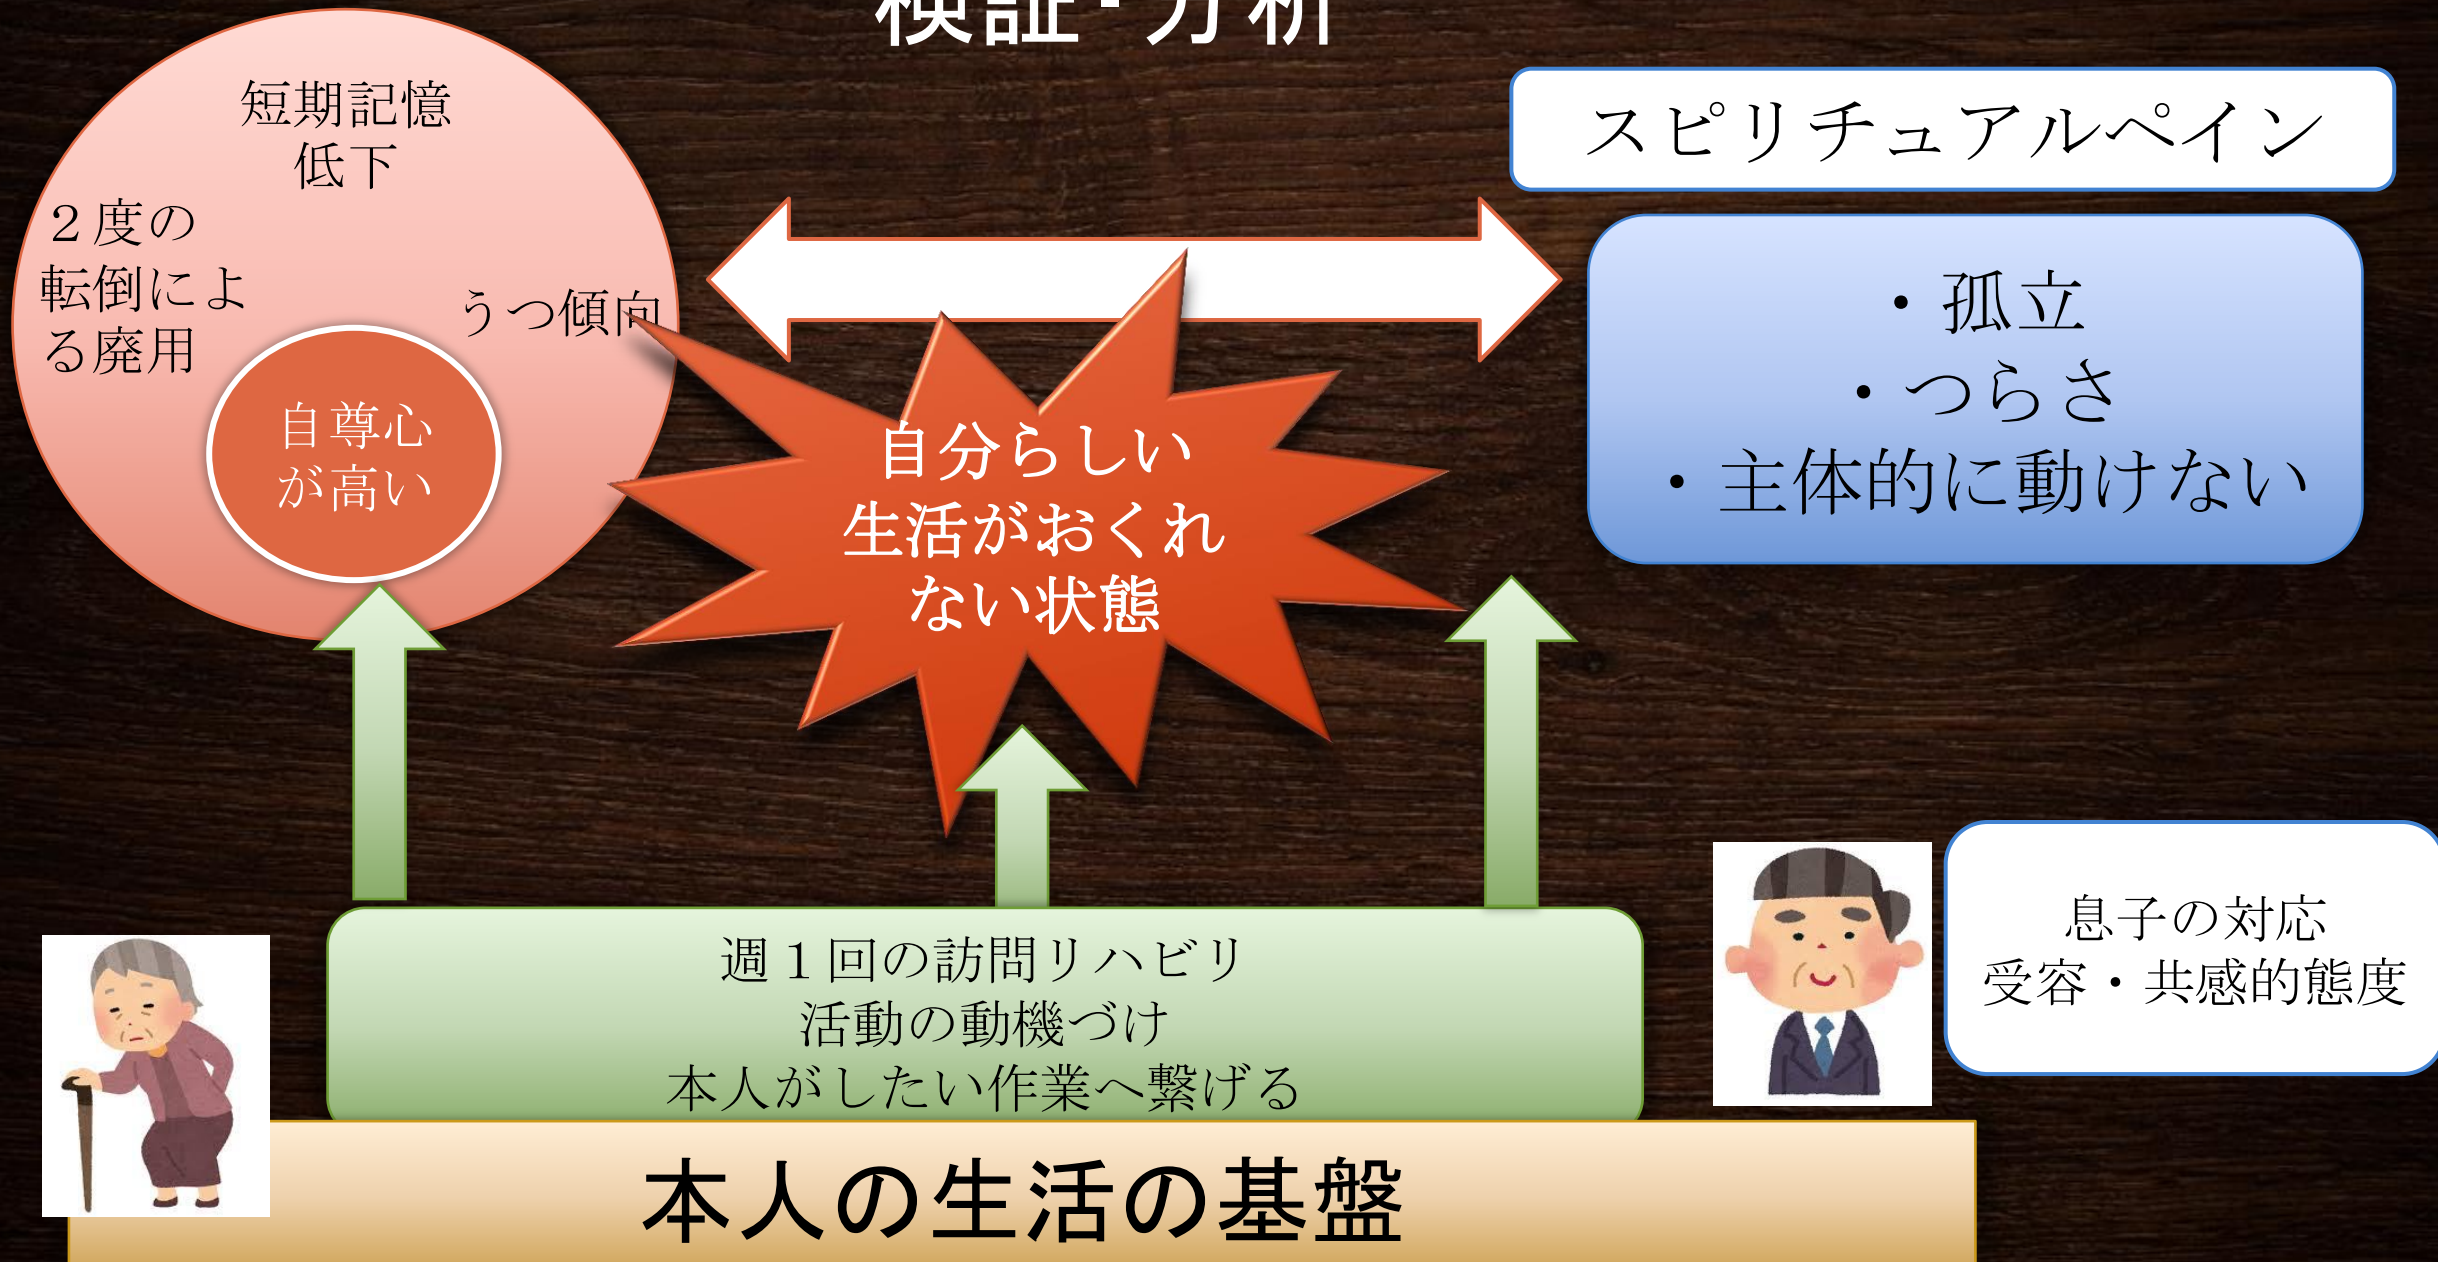 検証・分析
短期記憶
低下
２度の
転倒によ
る廃用
うつ傾向
自尊心
が高い
スピリチュアルペイン
・孤立
・つらさ
・主体的に動けない
自分らしい
生活がおくれ
ない状態
週１回の訪問リハビリ
活動の動機づけ
本人がしたい作業へ繋げる
息子の対応
受容・共感的態度
本人の生活の基盤